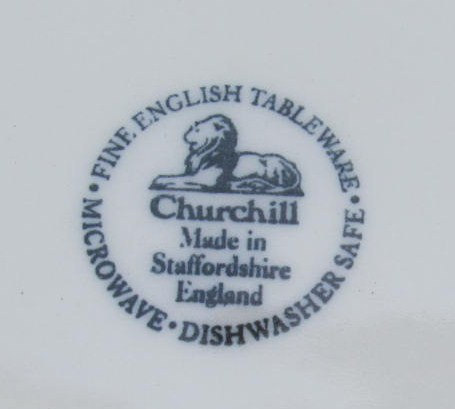 • FINE ENGLISH TABLEWARE •
Churchill
Made in
Staffordshire
England
MICROWAVE • DISHWASHER SAFE